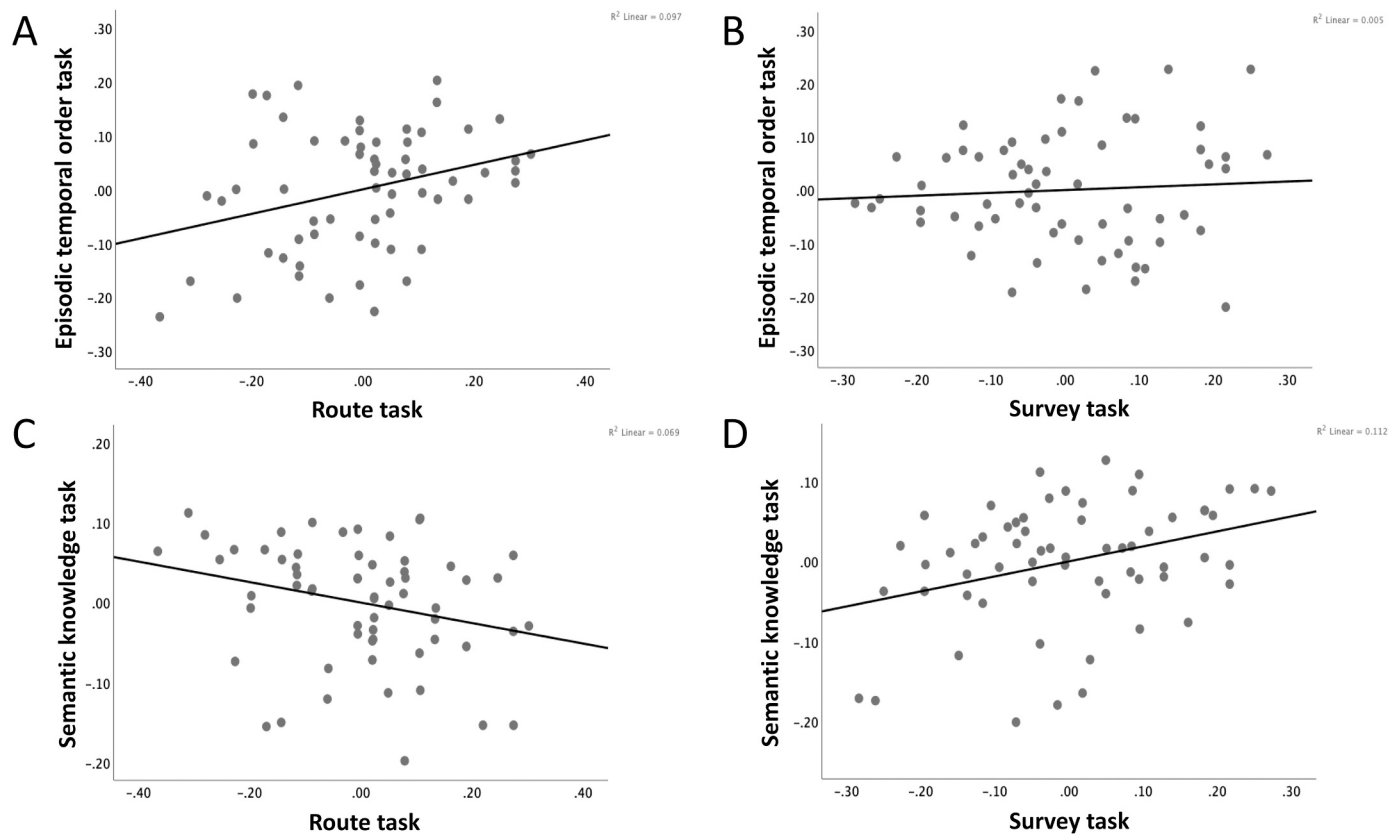 A
R² Linear = 0.097
Episodic temporal order task
.30
.20
.10
.00
-.10
-.20
-.30
-.40
-.20
.00
.20
.40
Route task
B
R² Linear = 0.005
Episodic temporal order task
.30
.20
.10
.00
-.10
-.20
-.30
-.30
-.20
-.10
.00
.10
.20
.30
Survey task
C
R² Linear = 0.069
Semantic knowledge task
.20
.10
.00
-.10
-.20
-.40
-.20
.00
.20
.40
Route task
D
R² Linear = 0.112
Semantic knowledge task
.10
.00
-.10
-.20
-.30
-.20
-.10
.00
.10
.20
.30
Survey task